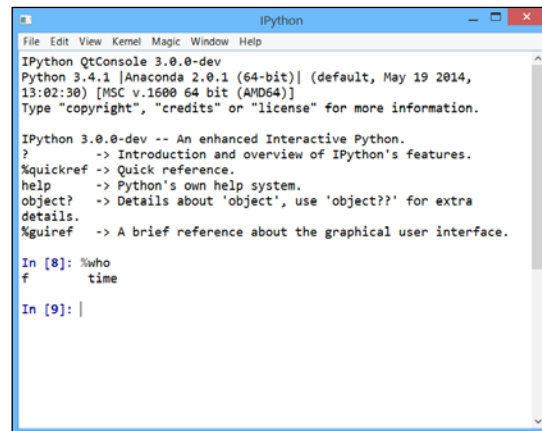 IPython
File Edit View Kernel Magic Window Help
IPython QtConsole 3.0.0-dev
Python 3.4.1 |Anaconda 2.0.1 (64-bit)| (default, May 19 2014,
13:02:30) [MSC v.1600 64 bit (AMD64)]
Type "copyright", "credits" or "license" for more information.

IPython 3.0.0-dev -- An enhanced Interactive Python.
?         -> Introduction and overview of IPython's features.
%quickref -> Quick reference.
help      -> Python's own help system.
object?   -> Details about 'object', use 'object??' for extra
details.
%guiref   -> A brief reference about the graphical user interface.

In [8]: %who
f        time

In [9]: